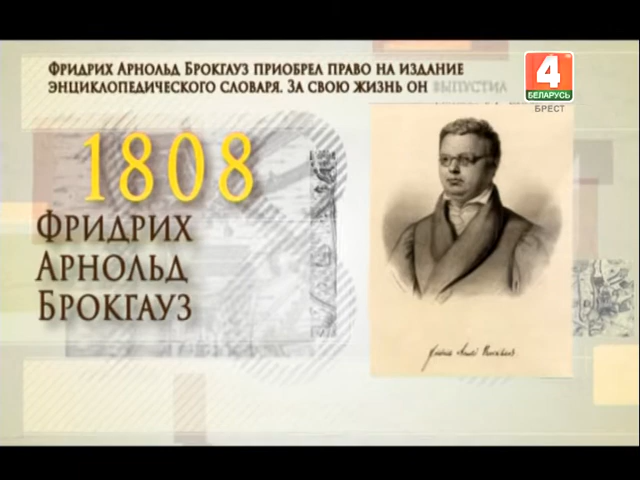 Фридрих Арнольд Брокгауз приобрел право на издание
энциклопедического словаря. За свою жизнь он выпустил
4
БЕЛАРУСЬ
БРЕСТ
1808
Фридрих
Арнольд
Брокгауз